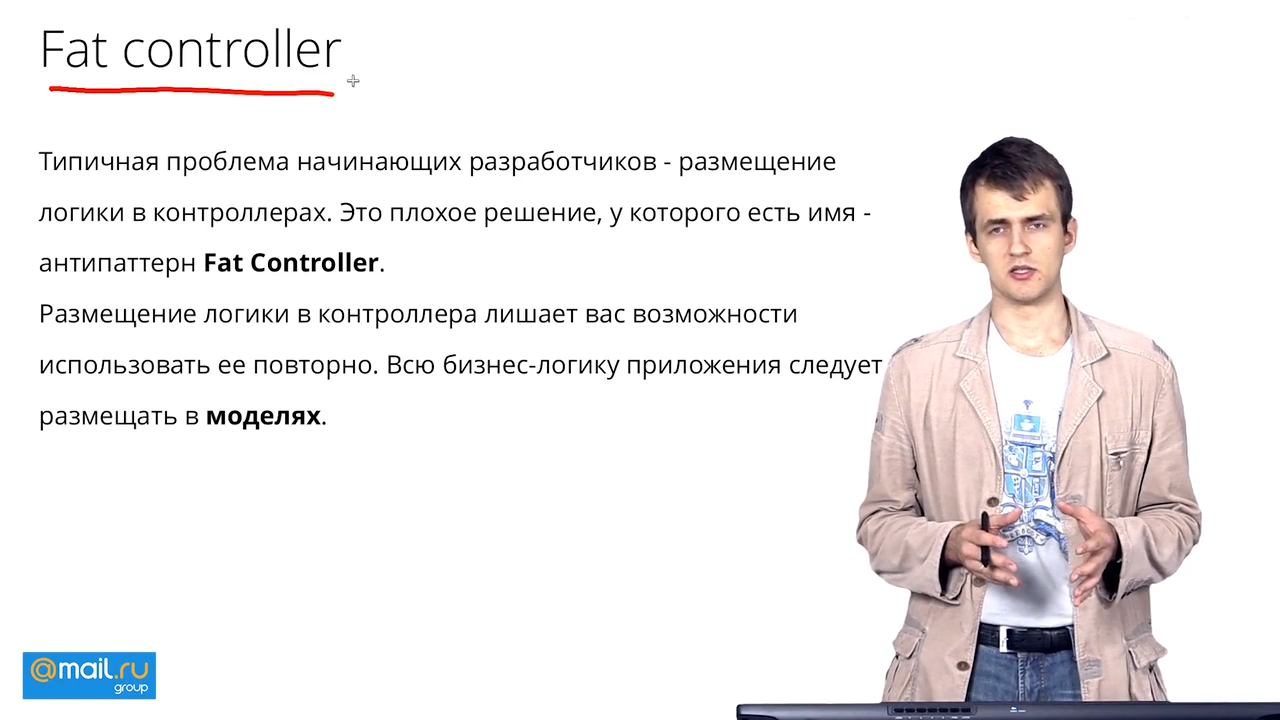 Fat controller
Типичная проблема начинающих разработчиков - размещение
логики в контроллерах. Это плохое решение, у которого есть имя -
антипаттерн Fat Controller.
Размещение логики в контроллера лишает вас возможности
использовать ее повторно. Всю бизнес-логику приложения следует
размещать в моделях.
@mail.ru
group